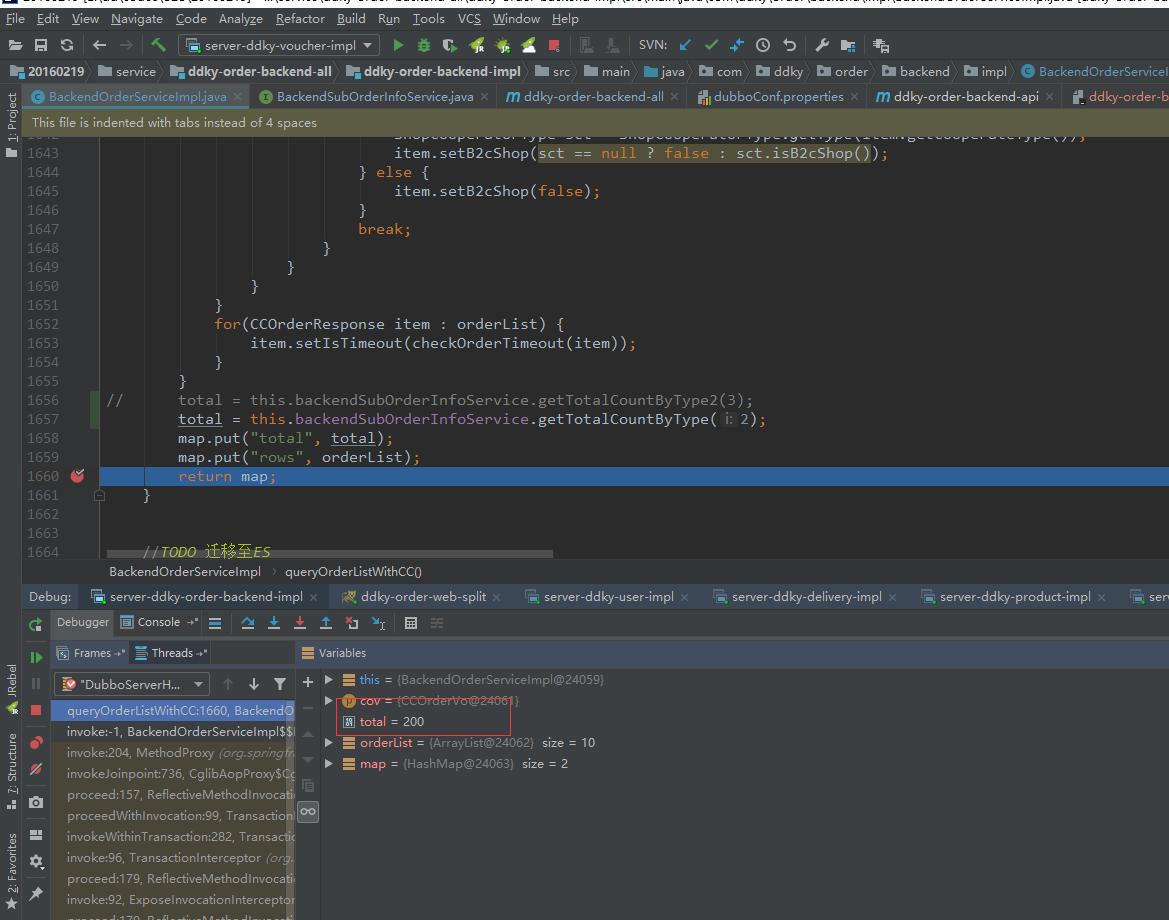 File Edit View Navigate Code Analyze Refactor Build Run Tools VCS Window Help
server-ddky-voucher-impl SVN:
20160219 service ddky-order-backend-all ddky-order-backend-impl src main java com ddky order backend impl BackendOrderServiceI
BackendOrderServiceImpl.java BackendSubOrderInfoService.java ddky-order-backend-all dubboConf.properties ddky-order-backend-api ddky-order-b
This file is indented with tabs instead of 4 spaces
1643 item.setB2cShop(sct == null ? false : sct.isB2cShop());
1644 } else {
1645 item.setB2cShop(false);
1646 }
1647 break;
1648 }
1649 }
1650 }
1651 }
1652 for(CCOrderResponse item : orderList) {
1653 item.setIsTimeout(checkOrderTimeout(item));
1654 }
1655 }
1656 // total = this.backendSubOrderInfoService.getTotalCountByType2(3);
1657 total = this.backendSubOrderInfoService.getTotalCountByType( i: 2);
1658 map.put("total", total);
1659 map.put("rows", orderList);
1660 return map;
1661 }
1662
1663
1664 //TODO 迁移至ES
BackendOrderServiceImpl queryOrderListWithCC()
Debug: server-ddky-order-backend-impl ddky-order-web-split server-ddky-user-impl server-ddky-delivery-impl server-ddky-product-impl serv
Debugger Console
Frames Threads Variables
"DubboServerH...
this = {BackendOrderServiceImpl@24059}
cov = {CCOrderVo@24061}
total = 200
orderList = {ArrayList@24062} size = 10
map = {HashMap@24063} size = 2
queryOrderListWithCC:1660, BackendO
invoke:-1, BackendOrderServiceImpl$$
invoke:204, MethodProxy (org.springfr
invokeJoinpoint:736, CglibAopProxy$Cg
proceed:157, ReflectiveMethodInvocati
proceedWithInvocation:99, Transaction
invokeWithinTransaction:282, Transactio
invoke:96, TransactionInterceptor (org.
proceed:179, ReflectiveMethodInvocati
invoke:92, ExposeInvocationInterceptor
1: Project
JRebel
7: Structure
2: Favorites